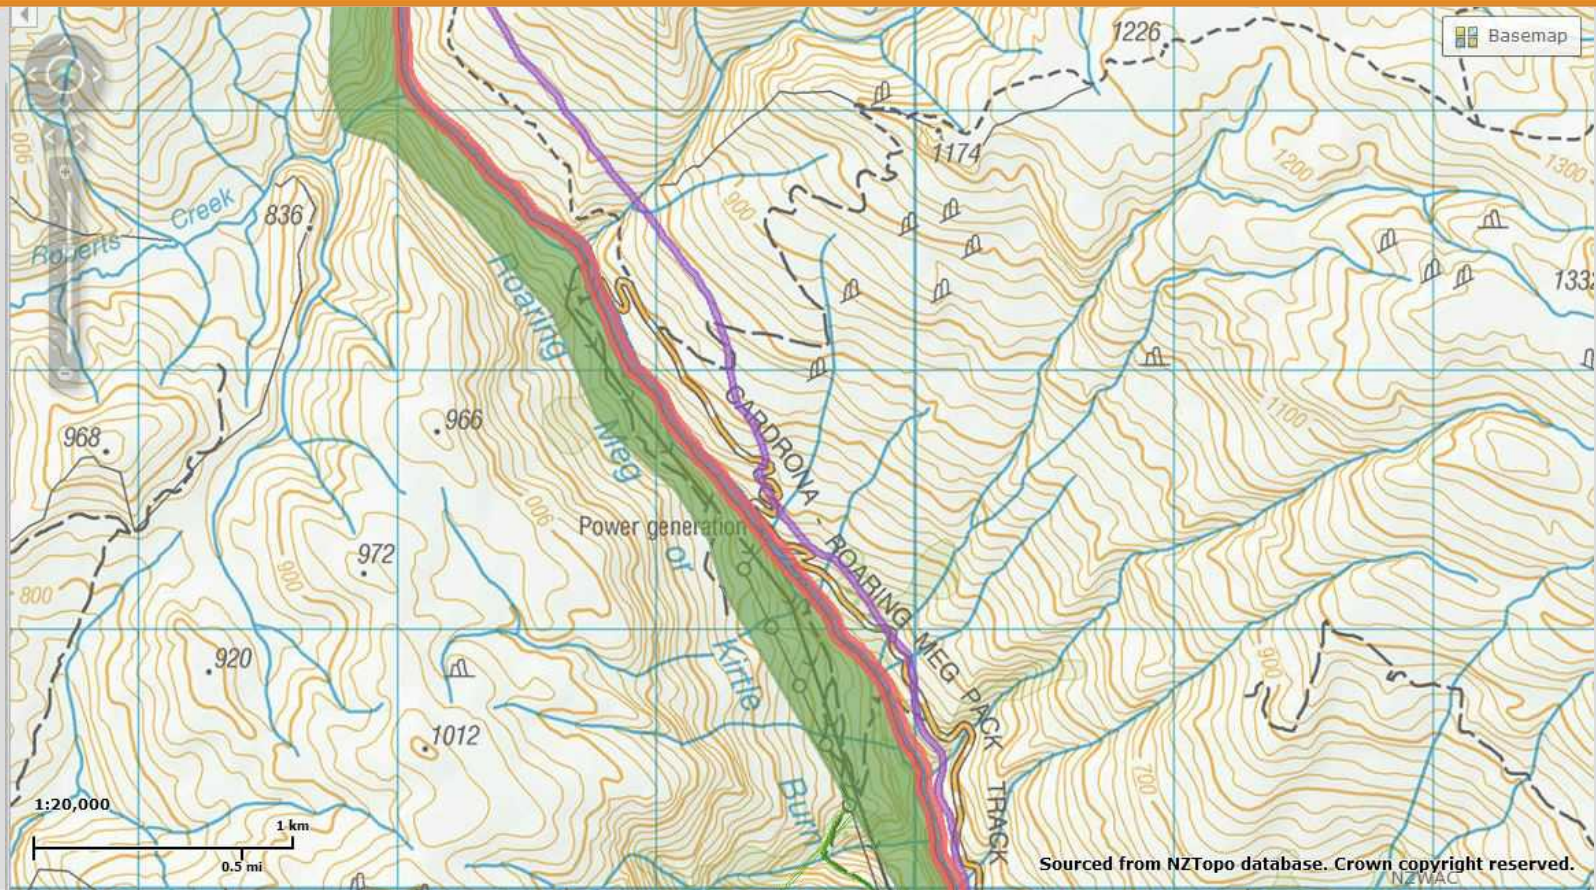 1226
Basemap
1174
900
1200
1300
900
Creek
836
Roberts
1332
Roaring
966
968
Meg
CARDRONA - ROARING MEG PACK TRACK
1100
900
Power generation
or
972
900
800
920
Kirtle
900
1012
700
Burn
1:20,000
1 km
0.5 mi
Sourced from NZTopo database. Crown copyright reserved.
NZWAC